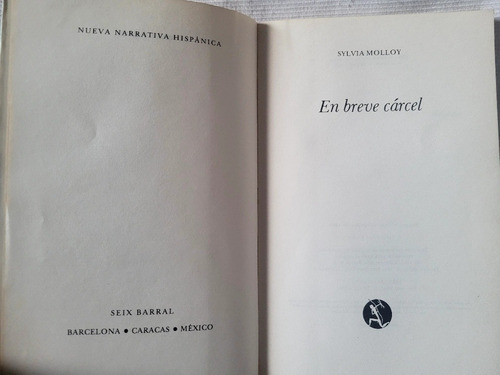 NUEVA NARRATIVA HISPÁNICA
SEIX BARRAL
BARCELONA • CARACAS • MÉXICO
SYLVIA MOLLOY
En breve cárcel